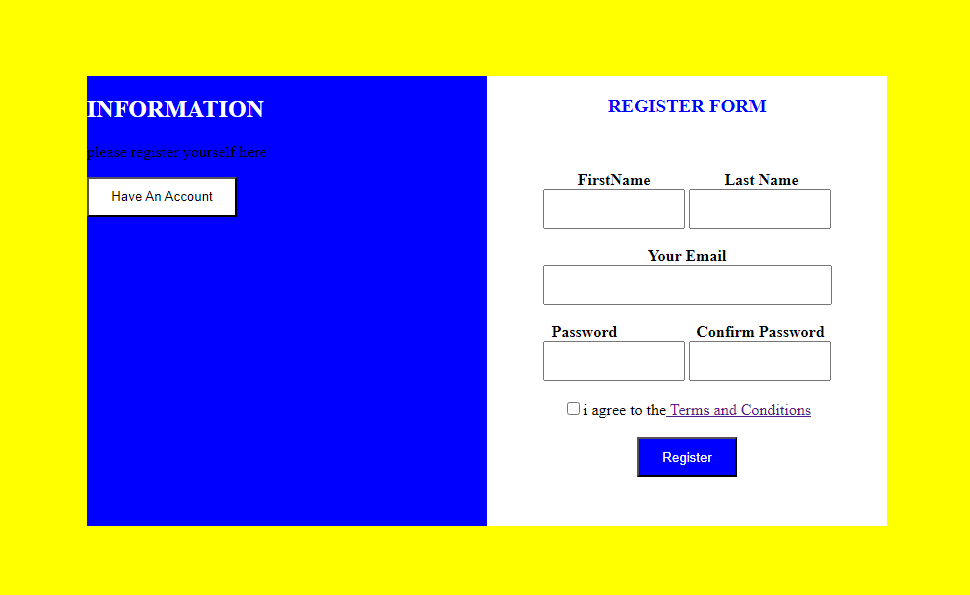 INFORMATION
please register yourself here
Have An Account
REGISTER FORM
FirstName Last Name
Your Email
Password Confirm Password
i agree to the Terms and Conditions
Register